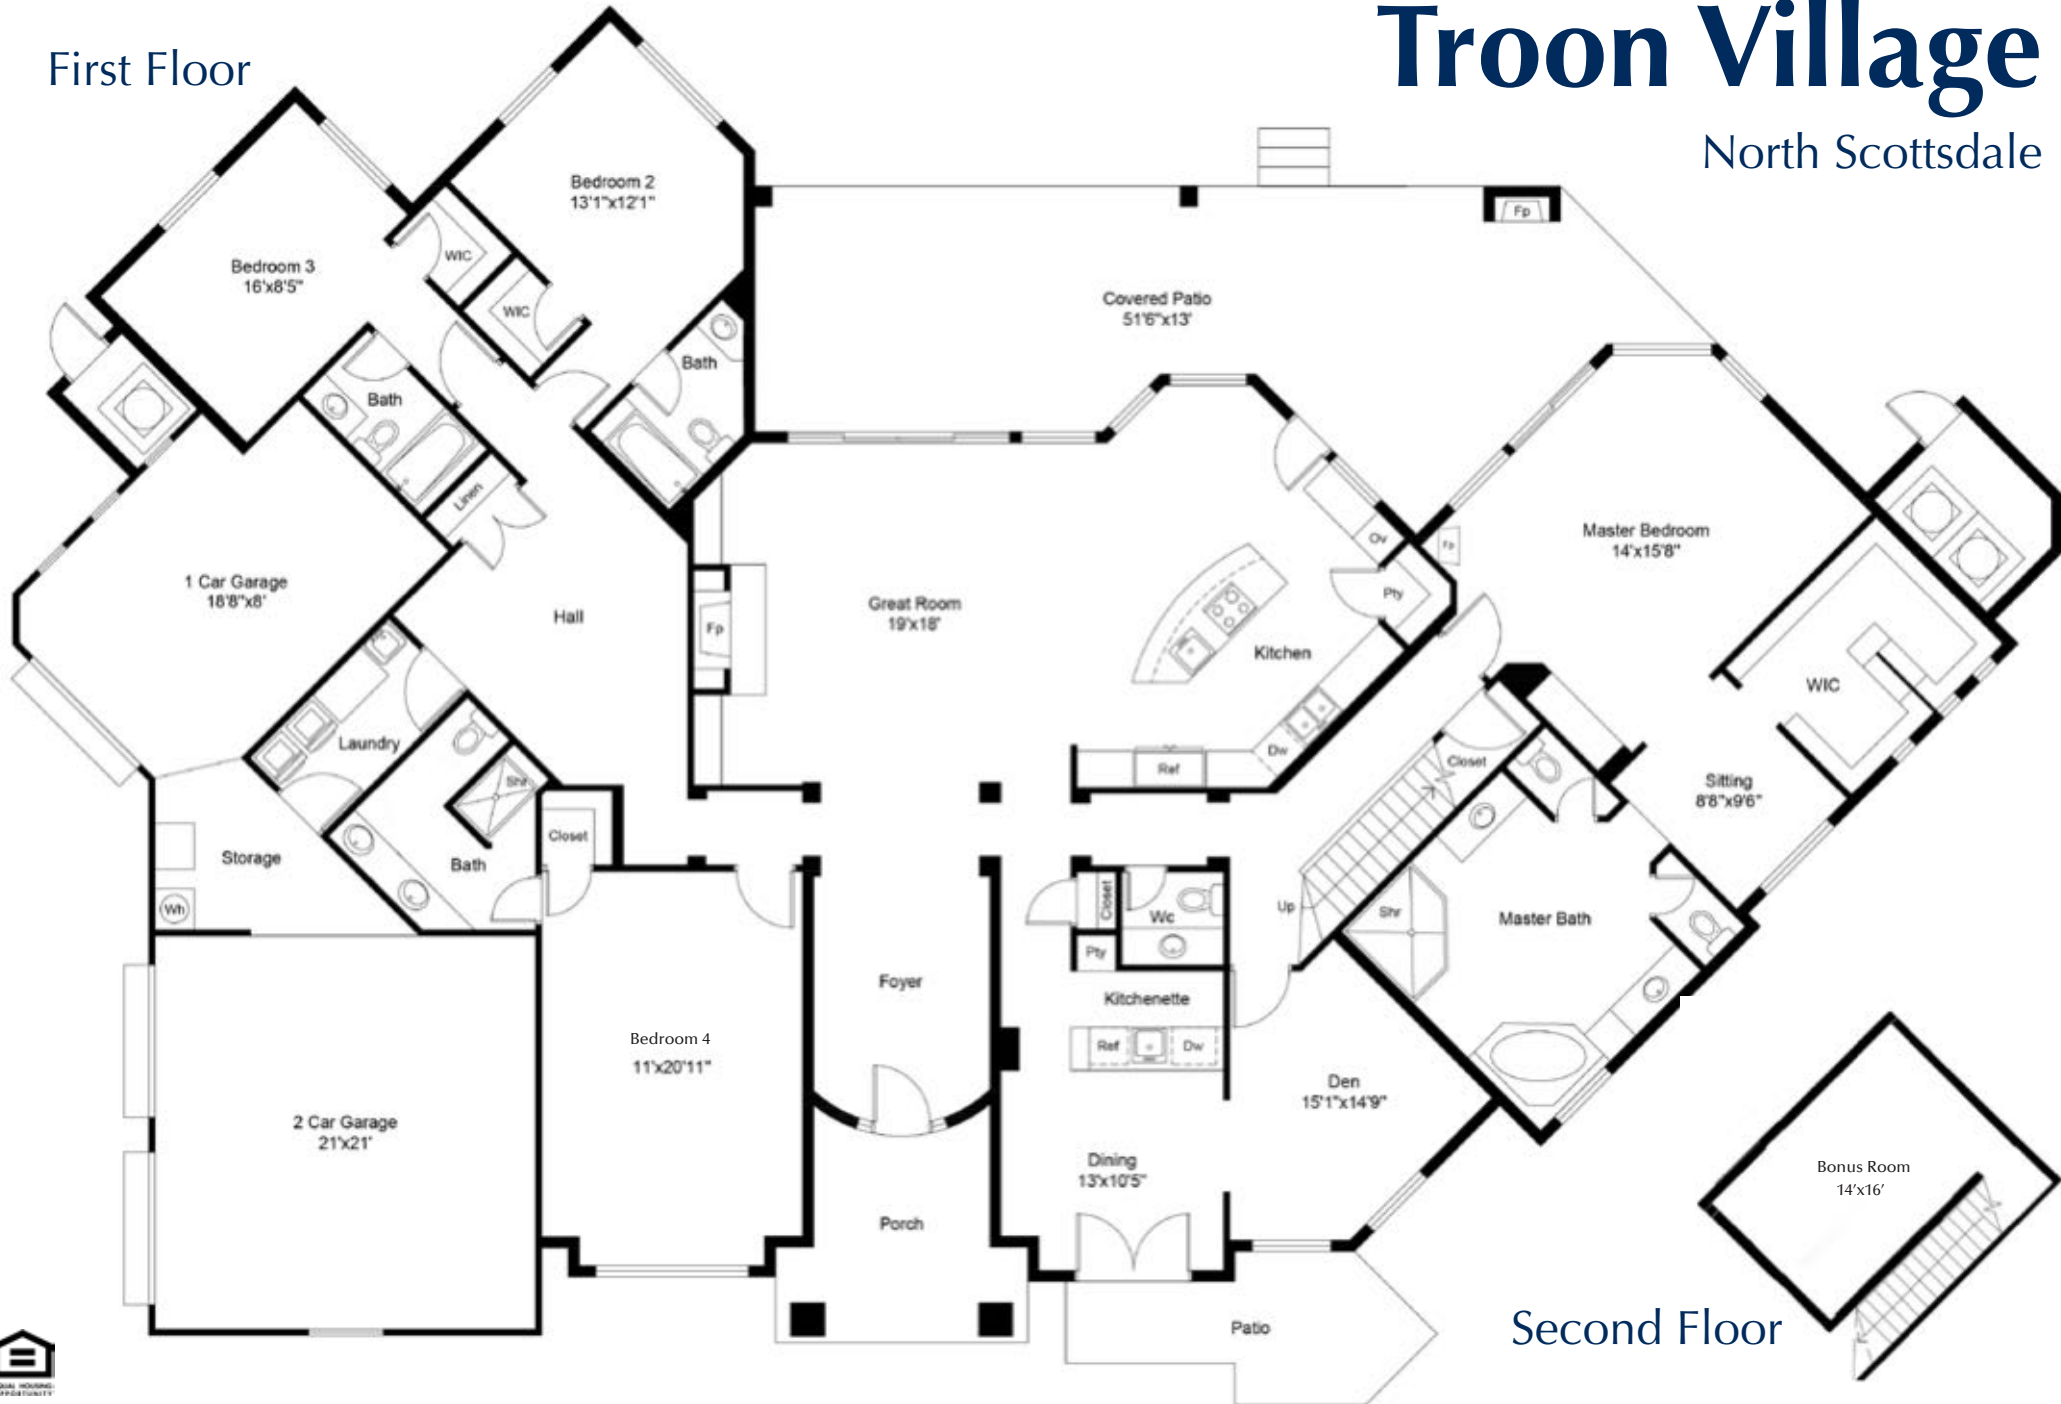 Troon Village
North Scottsdale
First Floor
Bedroom 2
13'1"x12'1"
Fp
WIC
Bedroom 3
16'x8'5"
WIC
Covered Patio
51'6"x13'
Bath
Bath
Linen
Ov
Fp
Master Bedroom
14'x15'8"
1 Car Garage
18'8"x8'
Hall
Fp
Great Room
19'x18'
Pty
Kitchen
WIC
Laundry
Dw
Ref
Closet
Shr
Sitting
8'8"x9'6"
Closet
Storage
Bath
Wh
Closet
Wc
Up
Shr
Master Bath
Pty
Foyer
Kitchenette
Bedroom 4
11'x20'11"
Ref
Dw
Den
15'1"x14'9"
2 Car Garage
21'x21'
Dining
13'x10'5"
Bonus Room
14'x16'
Porch
Patio
Second Floor
EQUAL HOUSING
OPPORTUNITY